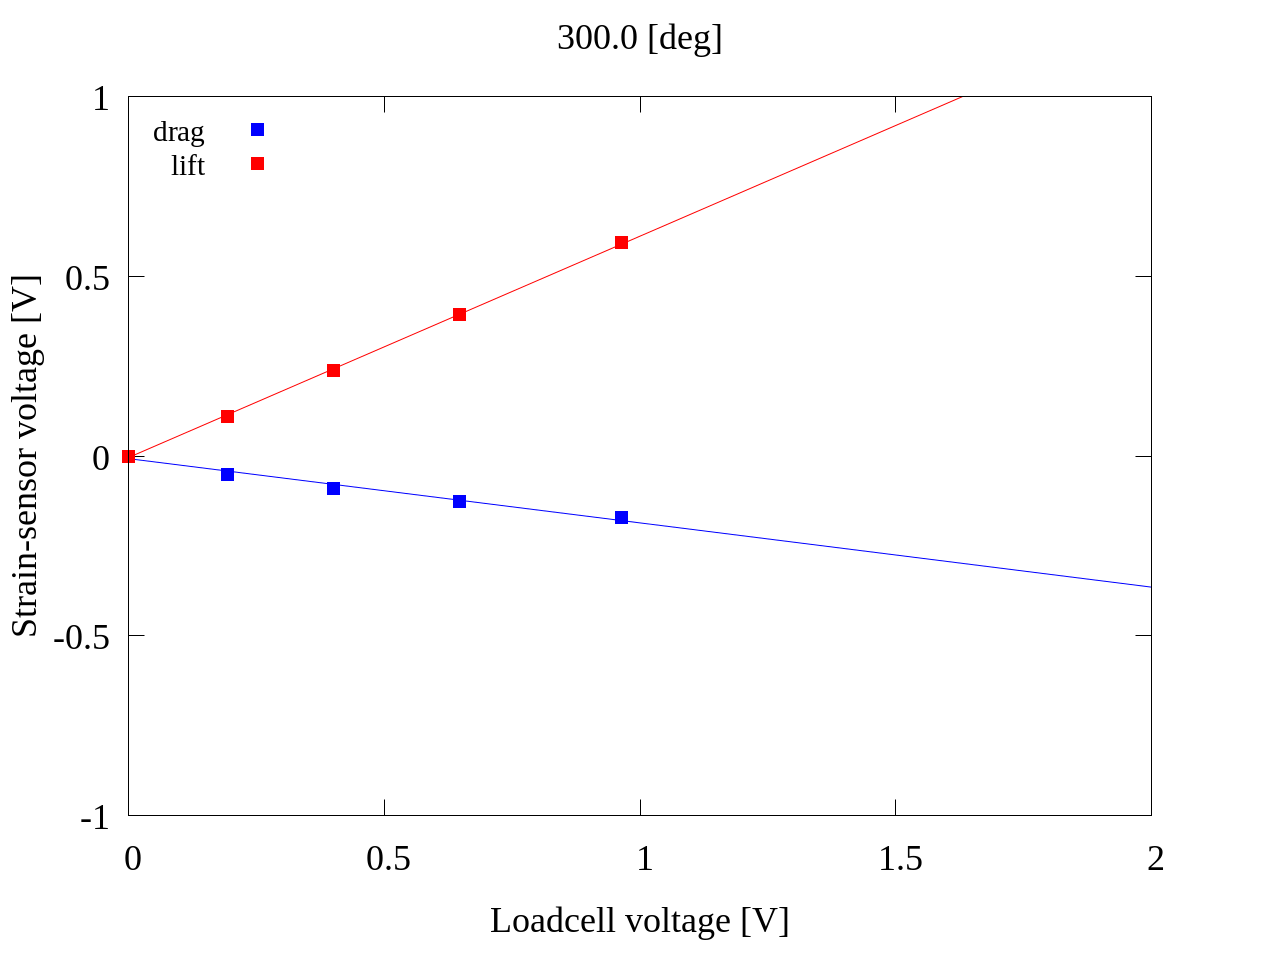 300.0 [deg]
drag
lift
1
0.5
0
-0.5
-1
Strain-sensor voltage [V]
0 0.5 1 1.5 2
Loadcell voltage [V]